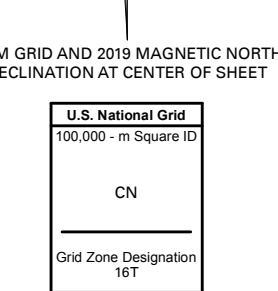 M GRID AND 2019 MAGNETIC NORTH
ECLINATION AT CENTER OF SHEET
U.S. National Grid
100,000 - m Square ID
CN
Grid Zone Designation
16T